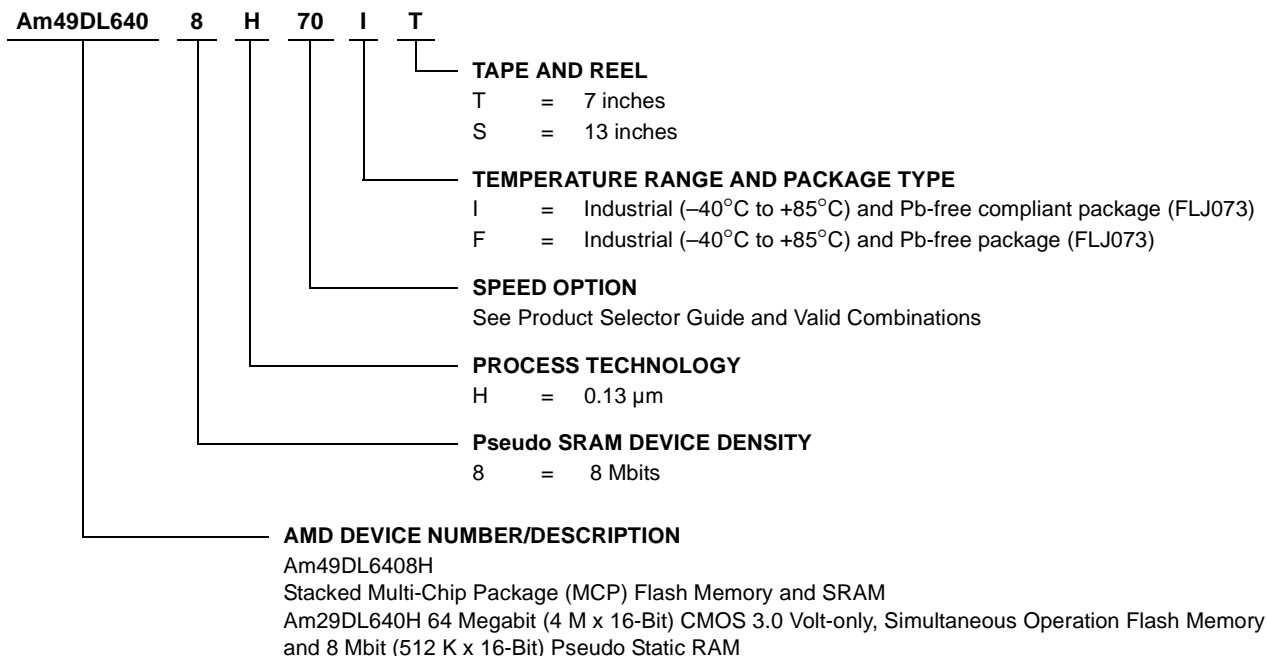 Am49DL640 8 H 70 I T
TAPE AND REEL
T = 7 inches
S = 13 inches
TEMPERATURE RANGE AND PACKAGE TYPE
I = Industrial (–40°C to +85°C) and Pb-free compliant package (FLJ073)
F = Industrial (–40°C to +85°C) and Pb-free package (FLJ073)
SPEED OPTION
See Product Selector Guide and Valid Combinations
PROCESS TECHNOLOGY
H = 0.13 µm
Pseudo SRAM DEVICE DENSITY
8 = 8 Mbits
AMD DEVICE NUMBER/DESCRIPTION
Am49DL6408H
Stacked Multi-Chip Package (MCP) Flash Memory and SRAM
Am29DL640H 64 Megabit (4 M x 16-Bit) CMOS 3.0 Volt-only, Simultaneous Operation Flash Memory
and 8 Mbit (512 K x 16-Bit) Pseudo Static RAM